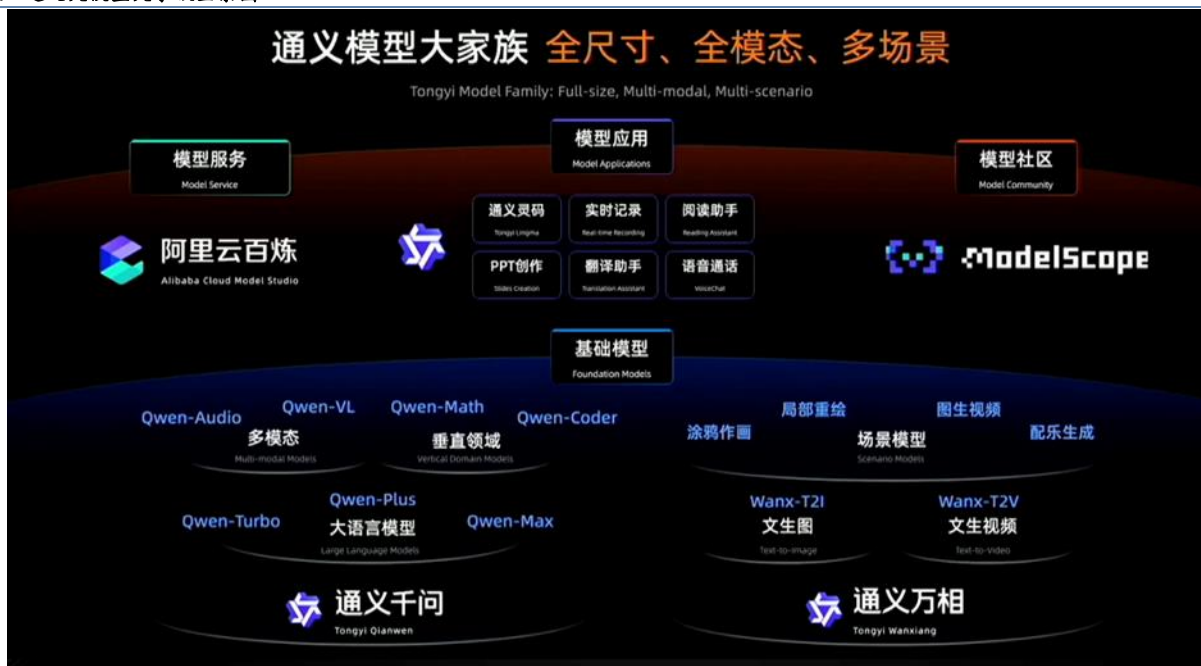 通义模型大家族 全尺寸、全模态、多场景
Tongyi Model Family: Full-size, Multi-modal, Multi-scenario
模型服务
Model Service
阿里云百炼
Alibaba Cloud Model Studio
模型应用
Model Applications
通义灵码
Tongyi Lingma
实时记录
Real-time Recording
阅读助手
Reading Assistant
PPT创作
Slides Creation
翻译助手
Translation Assistant
语音通话
VoiceChat
模型社区
Model Community
ModelScope
基础模型
Foundation Models
Qwen-Audio
Qwen-VL
多模态
Multi-modal Models
Qwen-Math
Qwen-Coder
垂直领域
Vertical Domain Models
涂鸦作画
局部重绘
图生视频
配乐生成
场景模型
Scenario Models
Qwen-Turbo
Qwen-Plus
Qwen-Max
大语言模型
Large Language Models
Wanx-T2I
文生图
Text-to-image
Wanx-T2V
文生视频
Text-to-Video
通义千问
Tongyi Qianwen
通义万相
Tongyi Wanxiang